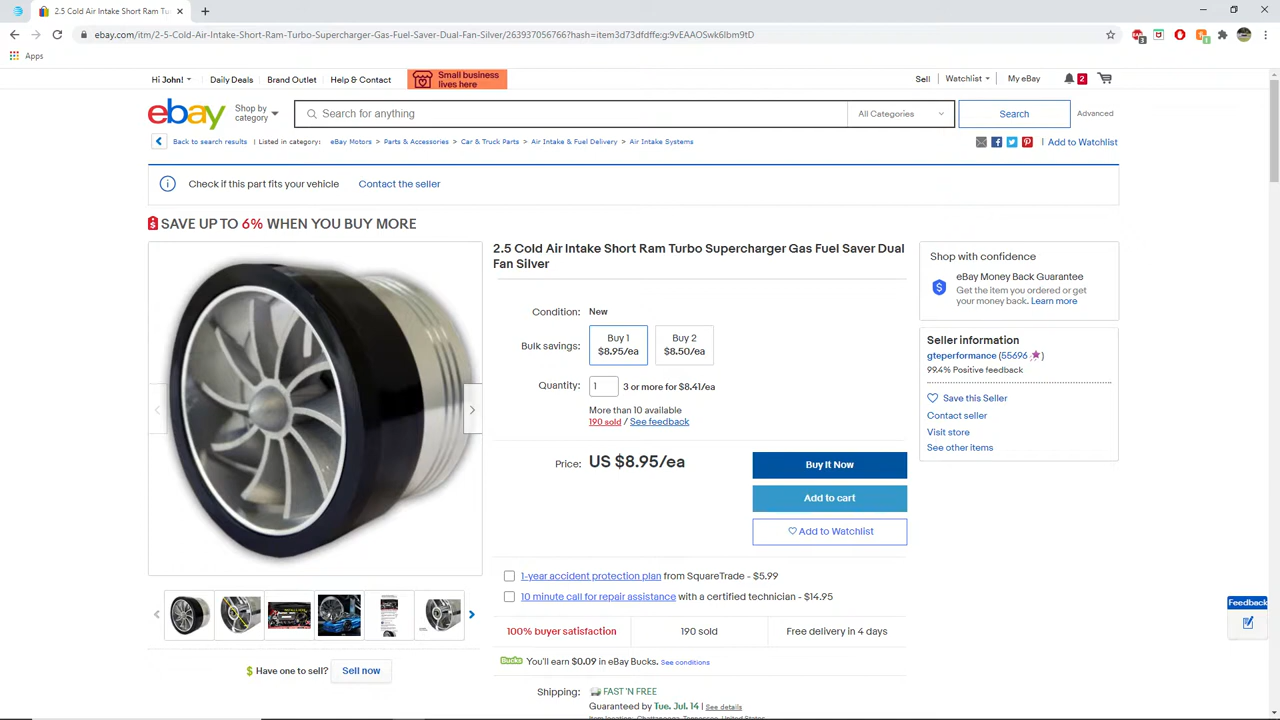 2.5 Cold Air Intake Short Ram Tu
ebay.com/itm/2-5-Cold-Air-Intake-Short-Ram-Turbo-Supercharger-Gas-Fuel-Saver-Dual-Fan-Silver/263937056766?hash=item3d73dfdffe:g:9vEAAOSwk6lbm9tD
Apps
Hi John! Daily Deals Brand Outlet Help & Contact Small business lives here Sell Watchlist My eBay 2
ebay Shop by category Search for anything All Categories Search Advanced
Back to search results | Listed in category: eBay Motors > Parts & Accessories > Car & Truck Parts > Air Intake & Fuel Delivery > Air Intake Systems | Add to Watchlist
Check if this part fits your vehicle Contact the seller
SAVE UP TO 6% WHEN YOU BUY MORE
2.5 Cold Air Intake Short Ram Turbo Supercharger Gas Fuel Saver Dual
Fan Silver
Condition: New
Bulk savings: Buy 1 $8.95/ea Buy 2 $8.50/ea
Quantity: 1 3 or more for $8.41/ea
More than 10 available
190 sold / See feedback
Price: US $8.95/ea
Buy It Now
Add to cart
Add to Watchlist
1-year accident protection plan from SquareTrade - $5.99
10 minute call for repair assistance with a certified technician - $14.95
100% buyer satisfaction 190 sold Free delivery in 4 days
Bucks You'll earn $0.09 in eBay Bucks. See conditions
Shipping: FAST 'N FREE
Guaranteed by Tue. Jul. 14 | See details
Item location: Chattanooga, Tennessee, United States
Shop with confidence
eBay Money Back Guarantee
Get the item you ordered or get
your money back. Learn more
Seller information
gteperformance (55696)
99.4% Positive feedback
Save this Seller
Contact seller
Visit store
See other items
$ Have one to sell? Sell now
Feedback